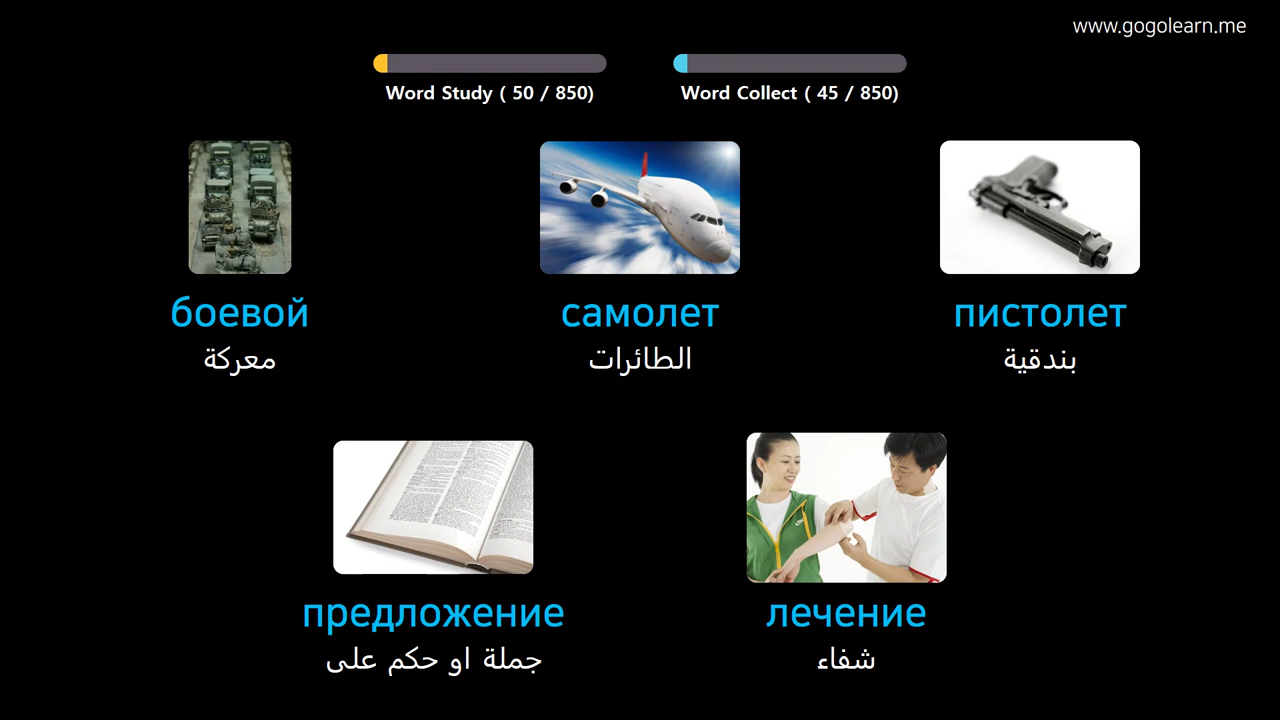 www.gogolearn.me
Word Study ( 50 / 850)
Word Collect ( 45 / 850)
боевой
самолет
пистолет
معركة
الطائرات
بندقية
предложение
лечение
جملة او حكم على
شفاء